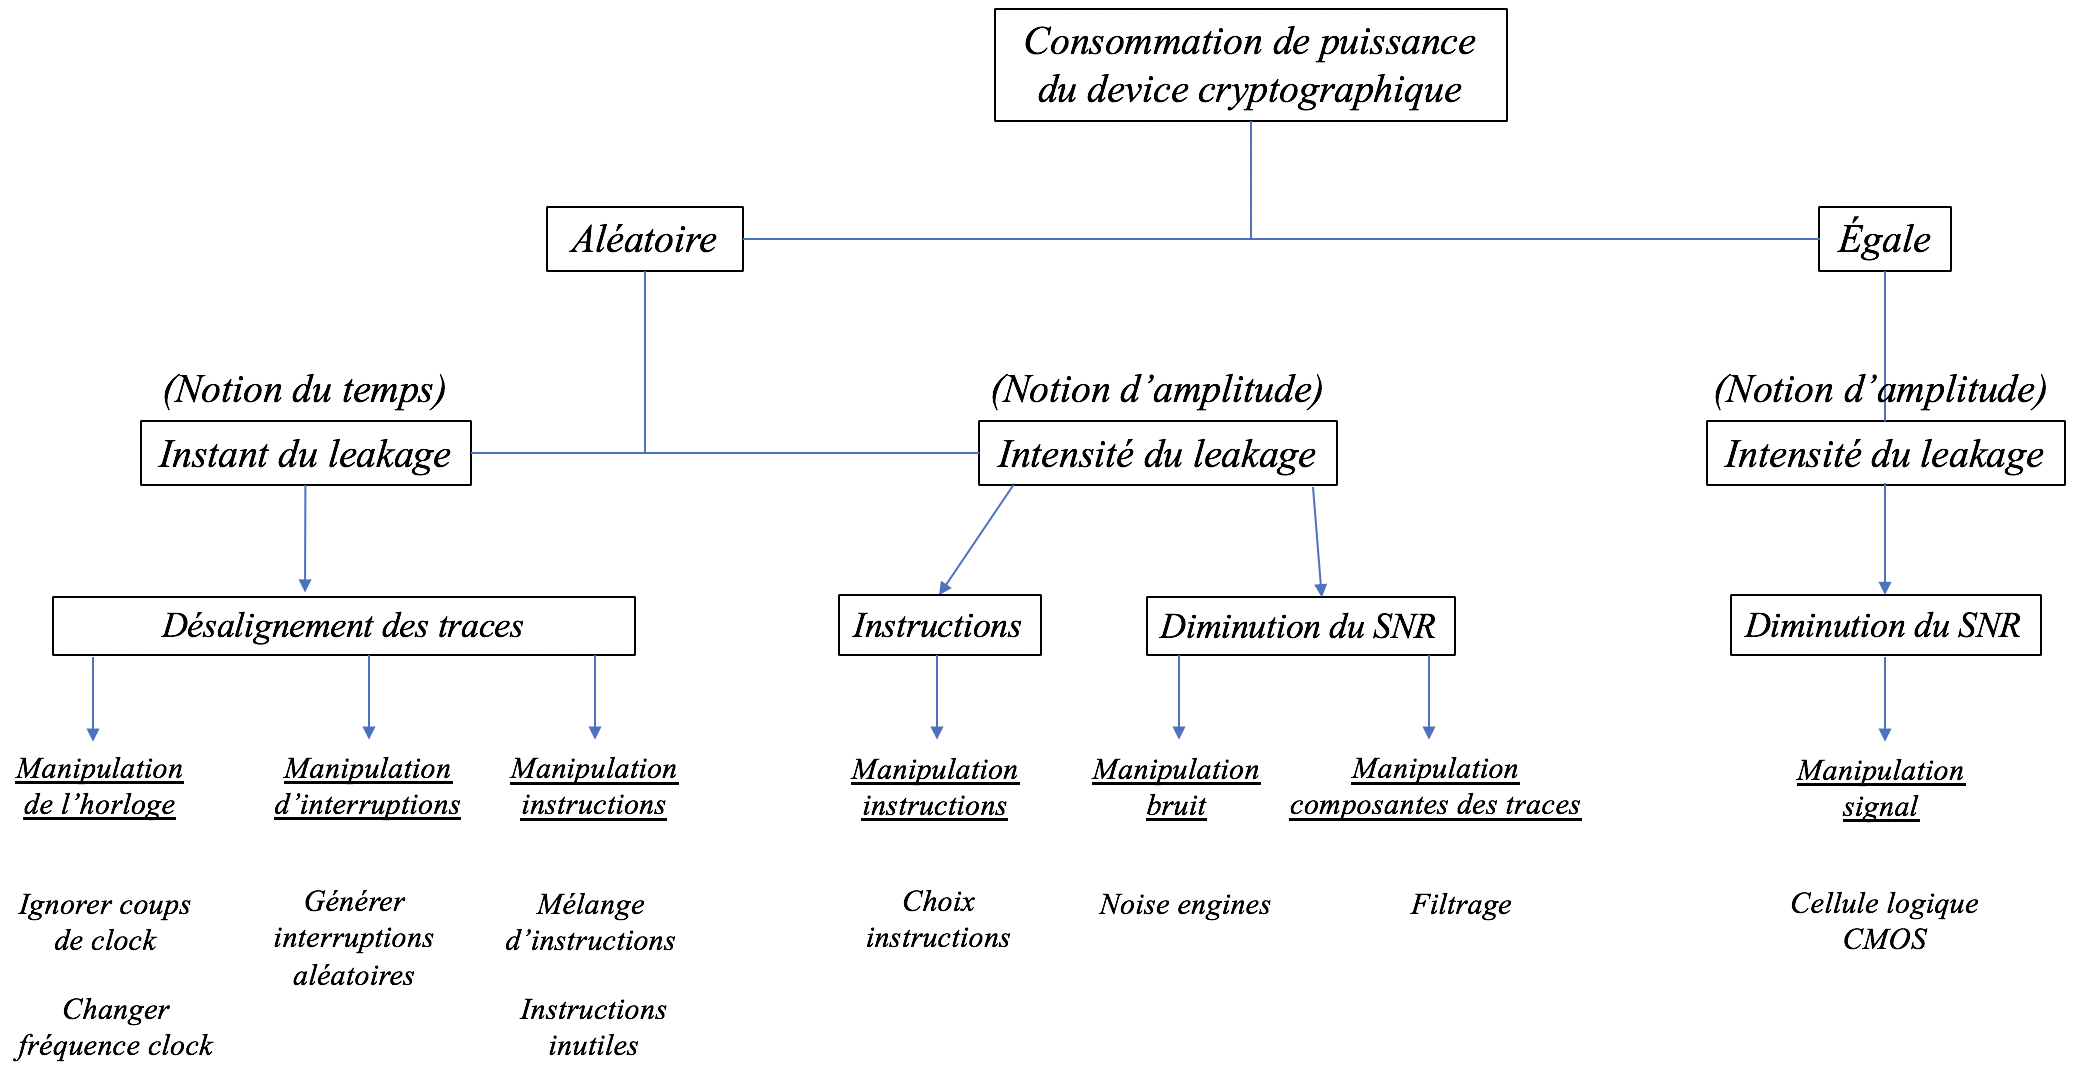 Consommation de puissance
du device cryptographique
Aléatoire
Égale
(Notion du temps)
Instant du leakage
(Notion d’amplitude)
Intensité du leakage
(Notion d’amplitude)
Intensité du leakage
Désalignement des traces
Instructions
Diminution du SNR
Diminution du SNR
Manipulation
de l’horloge
Manipulation
d’interruptions
Manipulation
instructions
Manipulation
instructions
Manipulation
bruit
Manipulation
composantes des traces
Manipulation
signal
Ignorer coups
de clock
Changer
fréquence clock
Générer
interruptions
aléatoires
Mélange
d’instructions
Instructions
inutiles
Choix
instructions
Noise engines
Filtrage
Cellule logique
CMOS